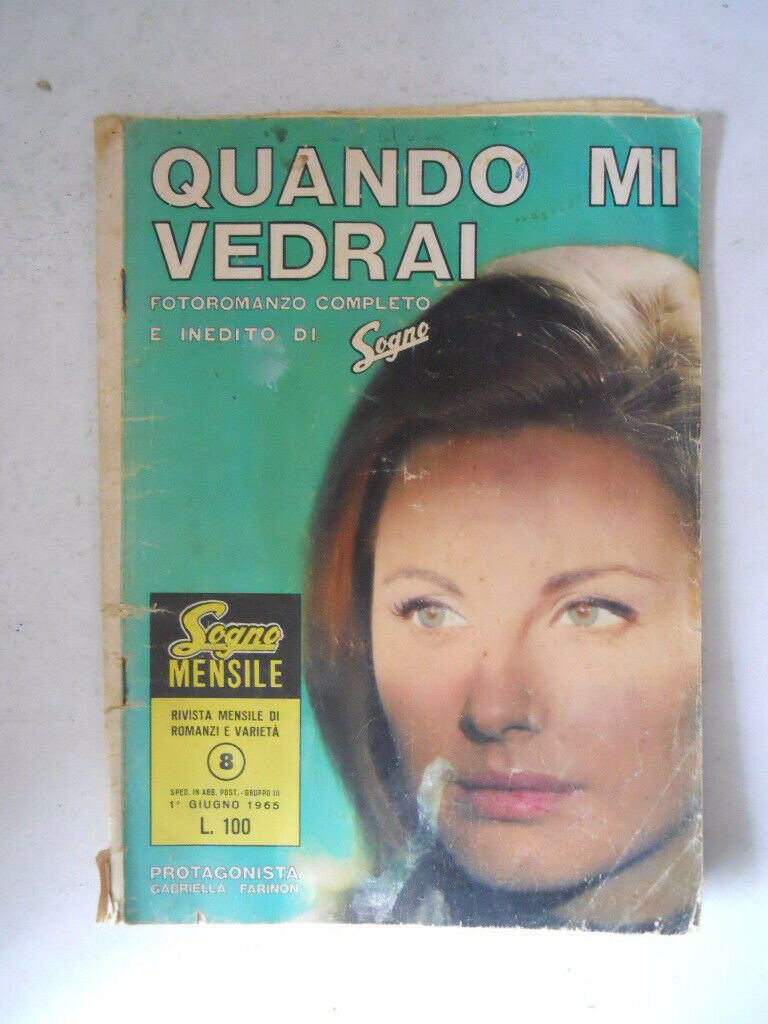 QUANDO MI
VEDRAI
FOTOROMANZO COMPLETO
E INEDITO DI Sogno
Sogno
MENSILE
RIVISTA MENSILE DI
ROMANZI E VARIETÀ
8
SPED. IN ABB. POST. - GRUPPO III
1° GIUGNO 1965
L. 100
PROTAGONISTA
GABRIELLA FARINON